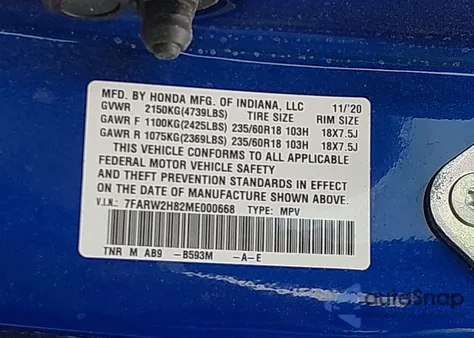 MFD. BY HONDA MFG. OF INDIANA, LLC 11/'20
GVWR 2150KG(4739LBS) TIRE SIZE RIM SIZE
GAWR F 1100KG(2425LBS) 235/60R18 103H 18X7.5J
GAWR R 1075KG(2369LBS) 235/60R18 103H 18X7.5J
THIS VEHICLE CONFORMS TO ALL APPLICABLE
FEDERAL MOTOR VEHICLE SAFETY
AND THEFT PREVENTION STANDARDS IN EFFECT
ON THE DATE OF MANUFACTURE SHOWN ABOVE.
V.I.N.: 7FARW2H82ME000668 TYPE: MPV
TNR M AB9 -B593M -A-E
autoSnap